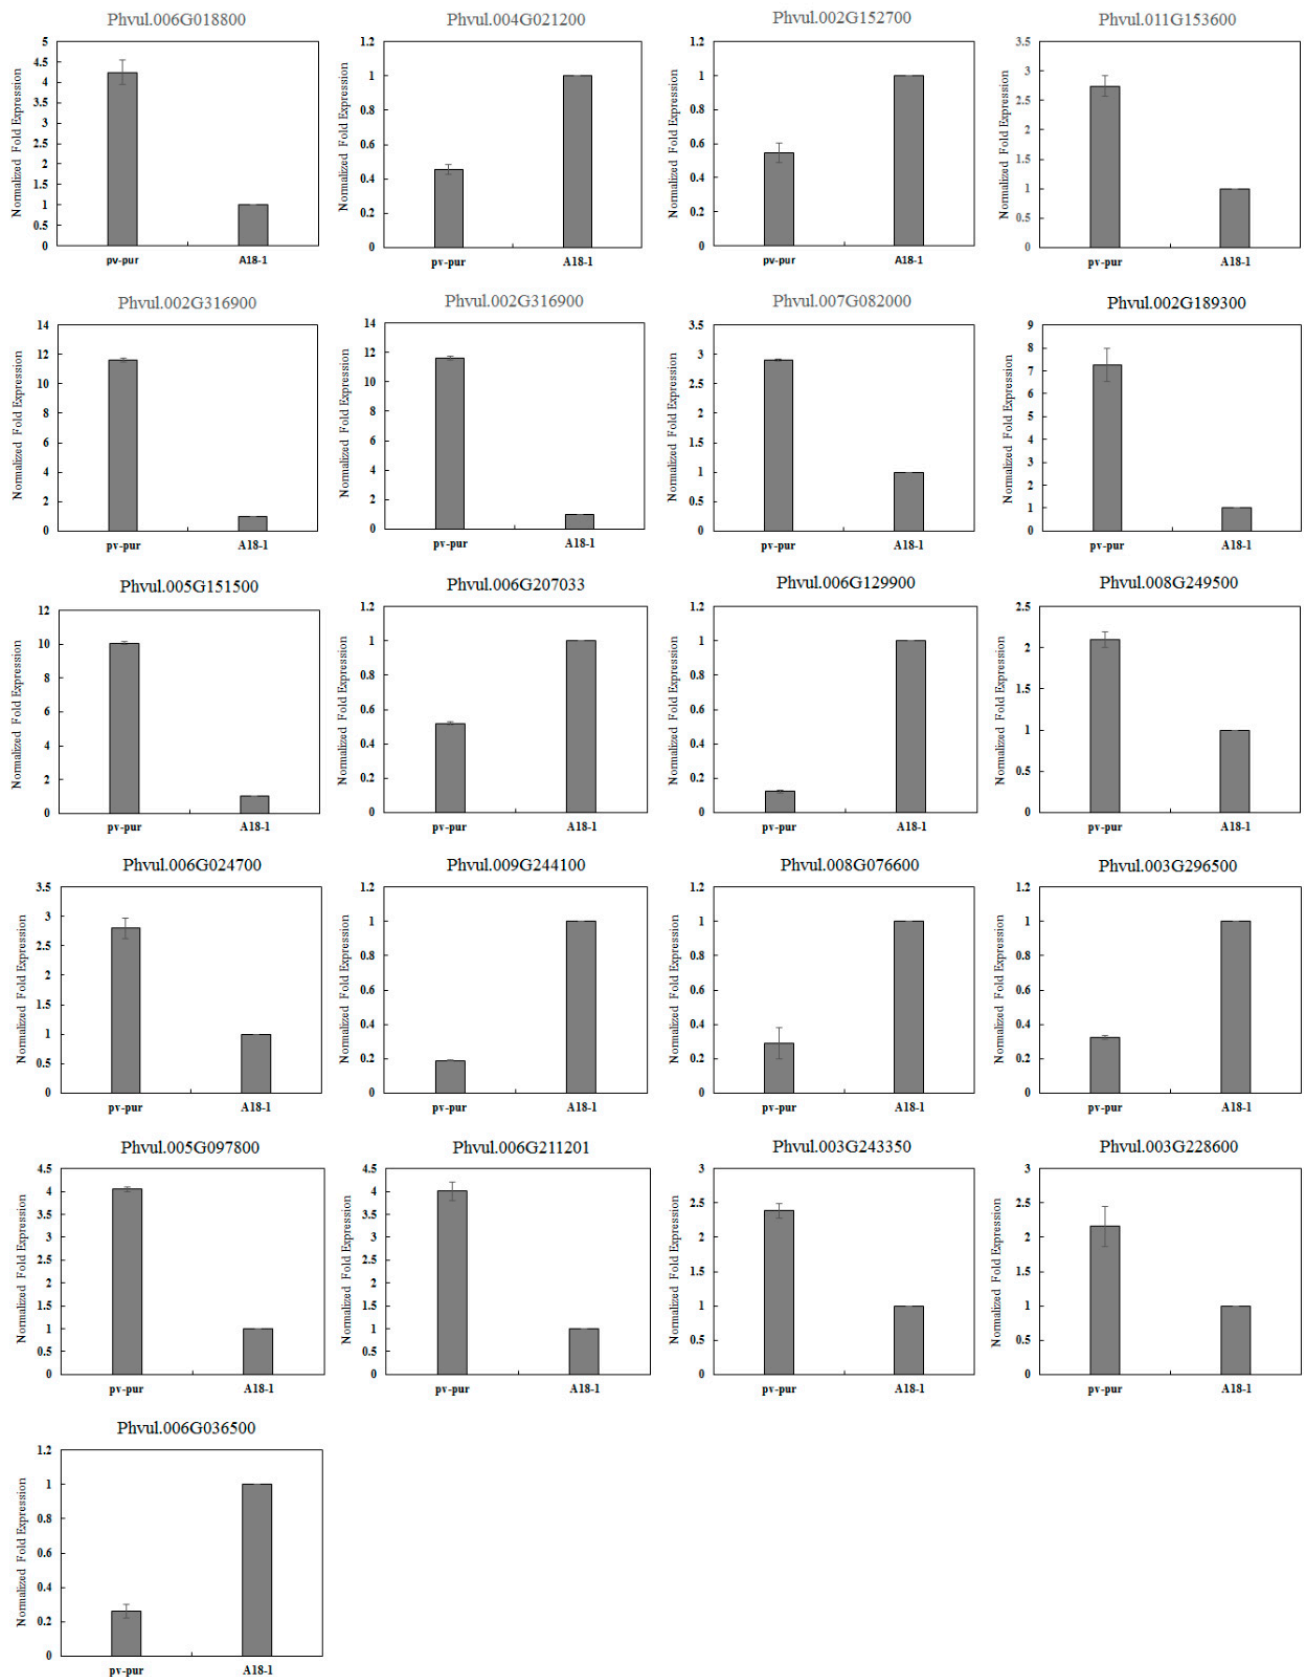 Phvul.006G018800
Normalized Fold Expression
5
4.5
4
3.5
3
2.5
2
1.5
1
0.5
0
pv-pur A18-1
Phvul.004G021200
Normalized Fold Expression
1.2
1
0.8
0.6
0.4
0.2
0
pv-pur A18-1
Phvul.002G152700
Normalized Fold Expression
1.2
1
0.8
0.6
0.4
0.2
0
pv-pur A18-1
Phvul.011G153600
Normalized Fold Expression
3.5
3
2.5
2
1.5
1
0.5
0
pv-pur A18-1
Phvul.002G316900
Normalized Fold Expression
14
12
10
8
6
4
2
0
pv-pur A18-1
Phvul.002G316900
Normalized Fold Expression
14
12
10
8
6
4
2
0
pv-pur A18-1
Phvul.007G082000
Normalized Fold Expression
3.5
3
2.5
2
1.5
1
0.5
0
pv-pur A18-1
Phvul.002G189300
Normalized Fold Expression
9
8
7
6
5
4
3
2
1
0
pv-pur A18-1
Phvul.005G151500
Normalized Fold Expression
12
10
8
6
4
2
0
pv-pur A18-1
Phvul.006G207033
Normalized Fold Expression
1.2
1
0.8
0.6
0.4
0.2
0
pv-pur A18-1
Phvul.006G129900
Normalized Fold Expression
1.2
1
0.8
0.6
0.4
0.2
0
pv-pur A18-1
Phvul.008G249500
Normalized Fold Expression
2.5
2
1.5
1
0.5
0
pv-pur A18-1
Phvul.006G024700
Normalized Fold Expression
3.5
3
2.5
2
1.5
1
0.5
0
pv-pur A18-1
Phvul.009G244100
Normalized Fold Expression
1.2
1
0.8
0.6
0.4
0.2
0
pv-pur A18-1
Phvul.008G076600
Normalized Fold Expression
1.2
1
0.8
0.6
0.4
0.2
0
pv-pur A18-1
Phvul.003G296500
Normalized Fold Expression
1.2
1
0.8
0.6
0.4
0.2
0
pv-pur A18-1
Phvul.005G097800
Normalized Fold Expression
4.5
4
3.5
3
2.5
2
1.5
1
0.5
0
pv-pur A18-1
Phvul.006G211201
Normalized Fold Expression
4.5
4
3.5
3
2.5
2
1.5
1
0.5
0
pv-pur A18-1
Phvul.003G243350
Normalized Fold Expression
3
2.5
2
1.5
1
0.5
0
pv-pur A18-1
Phvul.003G228600
Normalized Fold Expression
3
2.5
2
1.5
1
0.5
0
pv-pur A18-1
Phvul.006G036500
Normalized Fold Expression
1.2
1
0.8
0.6
0.4
0.2
0
pv-pur A18-1